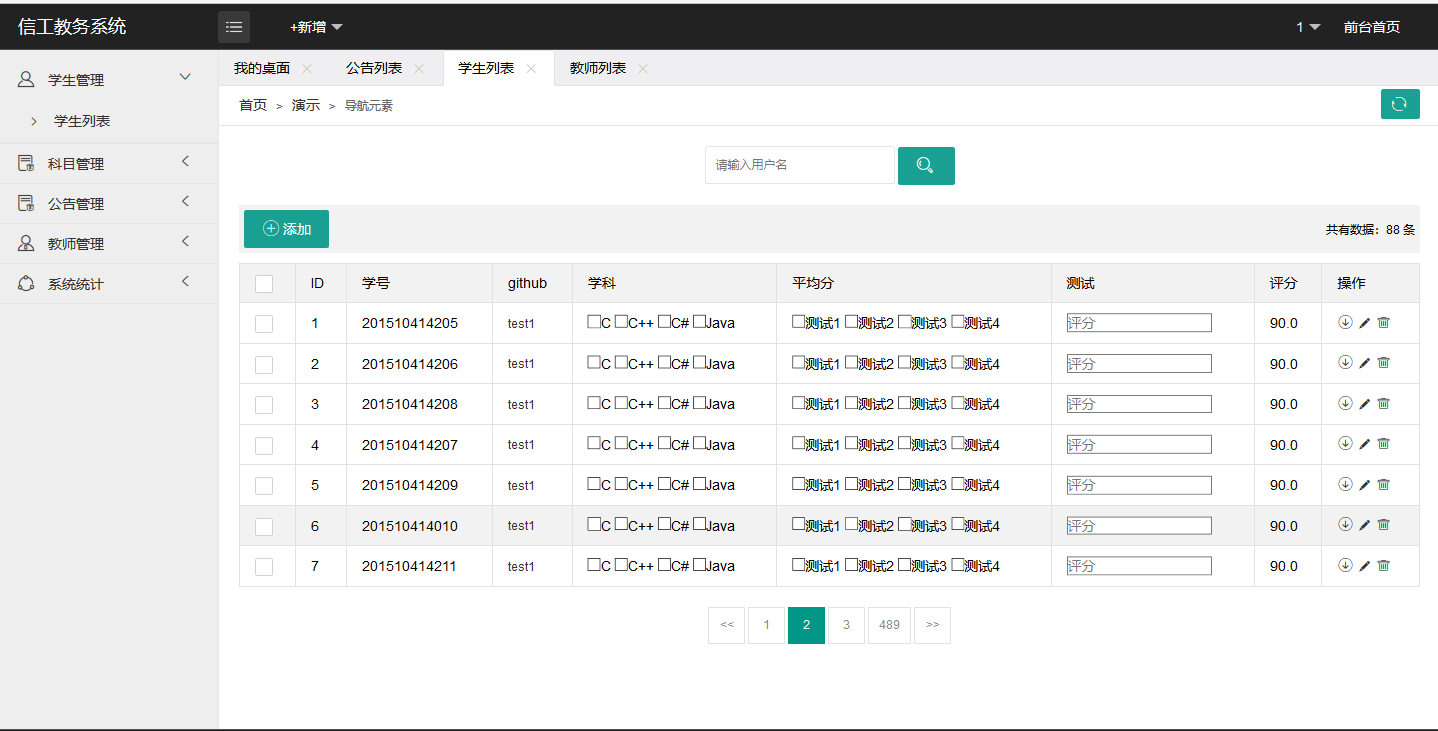 信工教务系统 +新增 1 前台首页
学生管理
学生列表
科目管理
公告管理
教师管理
系统统计
我的桌面 公告列表 学生列表 教师列表
首页 > 演示 > 导航元素
请输入用户名
添加 共有数据：88 条
ID 学号 github 学科 平均分 测试 评分 操作
1 201510414205 test1 C C++ C# Java 测试1 测试2 测试3 测试4 评分 90.0
2 201510414206 test1 C C++ C# Java 测试1 测试2 测试3 测试4 评分 90.0
3 201510414208 test1 C C++ C# Java 测试1 测试2 测试3 测试4 评分 90.0
4 201510414207 test1 C C++ C# Java 测试1 测试2 测试3 测试4 评分 90.0
5 201510414209 test1 C C++ C# Java 测试1 测试2 测试3 测试4 评分 90.0
6 201510414010 test1 C C++ C# Java 测试1 测试2 测试3 测试4 评分 90.0
7 201510414211 test1 C C++ C# Java 测试1 测试2 测试3 测试4 评分 90.0
<< 1 2 3 489 >>